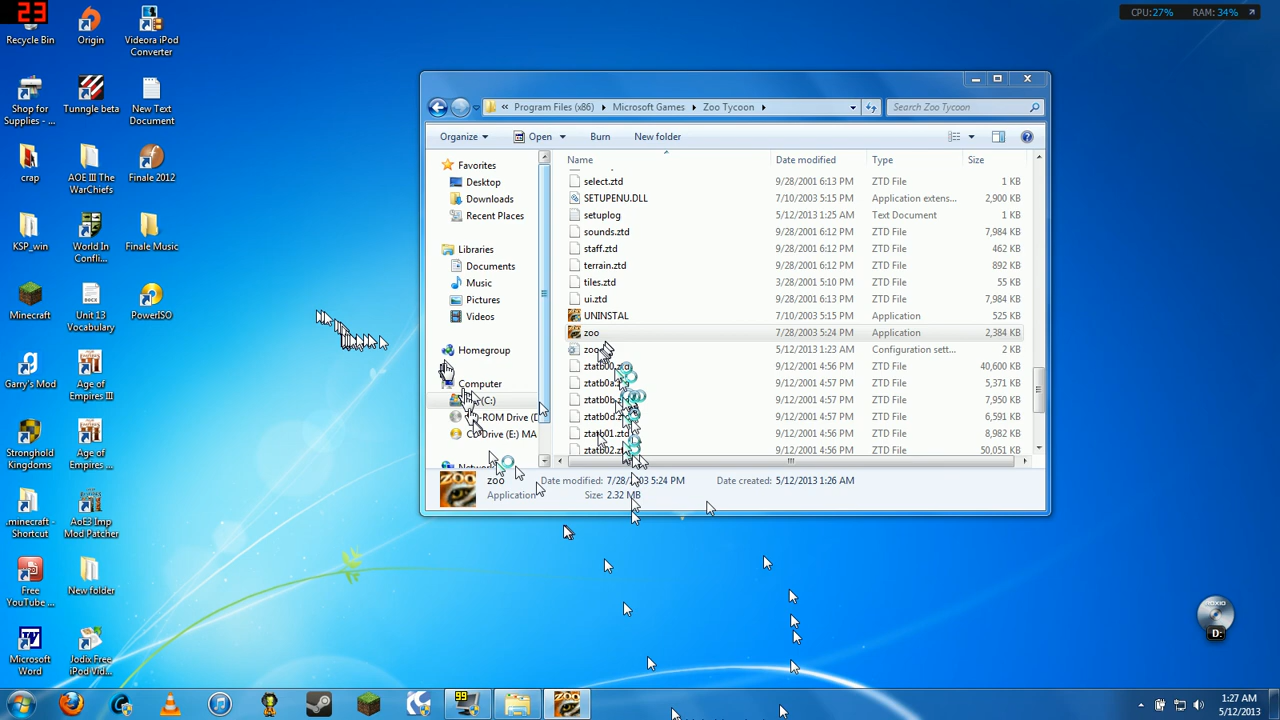 23
CPU:27% RAM: 34%
Recycle Bin
Origin
Videora iPod
Converter
Shop for
Supplies - ...
Tunngle beta
New Text
Document
crap
AOE III The
WarChiefs
Finale 2012
KSP_win
World In
Confli...
Finale Music
Minecraft
Unit 13
Vocabulary
PowerISO
Garry's Mod
Age of
Empires III
Stronghold
Kingdoms
Age of
Empires ...
.minecraft -
Shortcut
AoE3 Imp
Mod Patcher
Free
YouTube ...
New folder
Microsoft
Word
Jodix Free
iPod Vid...
« Program Files (x86) Microsoft Games Zoo Tycoon
Search Zoo Tycoon
Organize Open Burn New folder
Favorites
Desktop
Downloads
Recent Places
Libraries
Documents
Music
Pictures
Videos
Homegroup
Computer
(C:)
CD Drive (E:) MA
Name Date modified Type Size
select.ztd 9/28/2001 6:13 PM ZTD File 1 KB
SETUPENU.DLL 7/10/2003 5:15 PM Application extens... 2,900 KB
setuplog 5/12/2013 1:25 AM Text Document 2 KB
sounds.ztd 9/28/2001 6:12 PM ZTD File 7,984 KB
staff.ztd 9/28/2001 6:12 PM ZTD File 462 KB
terrain.ztd 9/28/2001 6:12 PM ZTD File 892 KB
tiles.ztd 3/28/2001 5:10 PM ZTD File 55 KB
ui.ztd 9/28/2001 6:13 PM ZTD File 7,984 KB
UNINSTAL 7/10/2003 5:15 PM Application 525 KB
zoo 7/28/2003 5:24 PM Application 2,384 KB
zoo 5/12/2013 1:23 AM Configuration sett... 2 KB
9/12/2001 4:56 PM ZTD File 40,600 KB
9/12/2001 4:57 PM ZTD File 5,371 KB
9/12/2001 4:57 PM ZTD File 7,950 KB
9/12/2001 4:57 PM ZTD File 6,591 KB
ztatb01.ztd 9/12/2001 4:56 PM ZTD File 8,982 KB
ztatb02.ztd 9/12/2001 4:56 PM ZTD File 50,051 KB
zoo Date modified: 7/28/2003 5:24 PM Date created: 5/12/2013 1:26 AM
Application Size: 2.32 MB
D:
99
ZOO
1:27 AM
5/12/2013